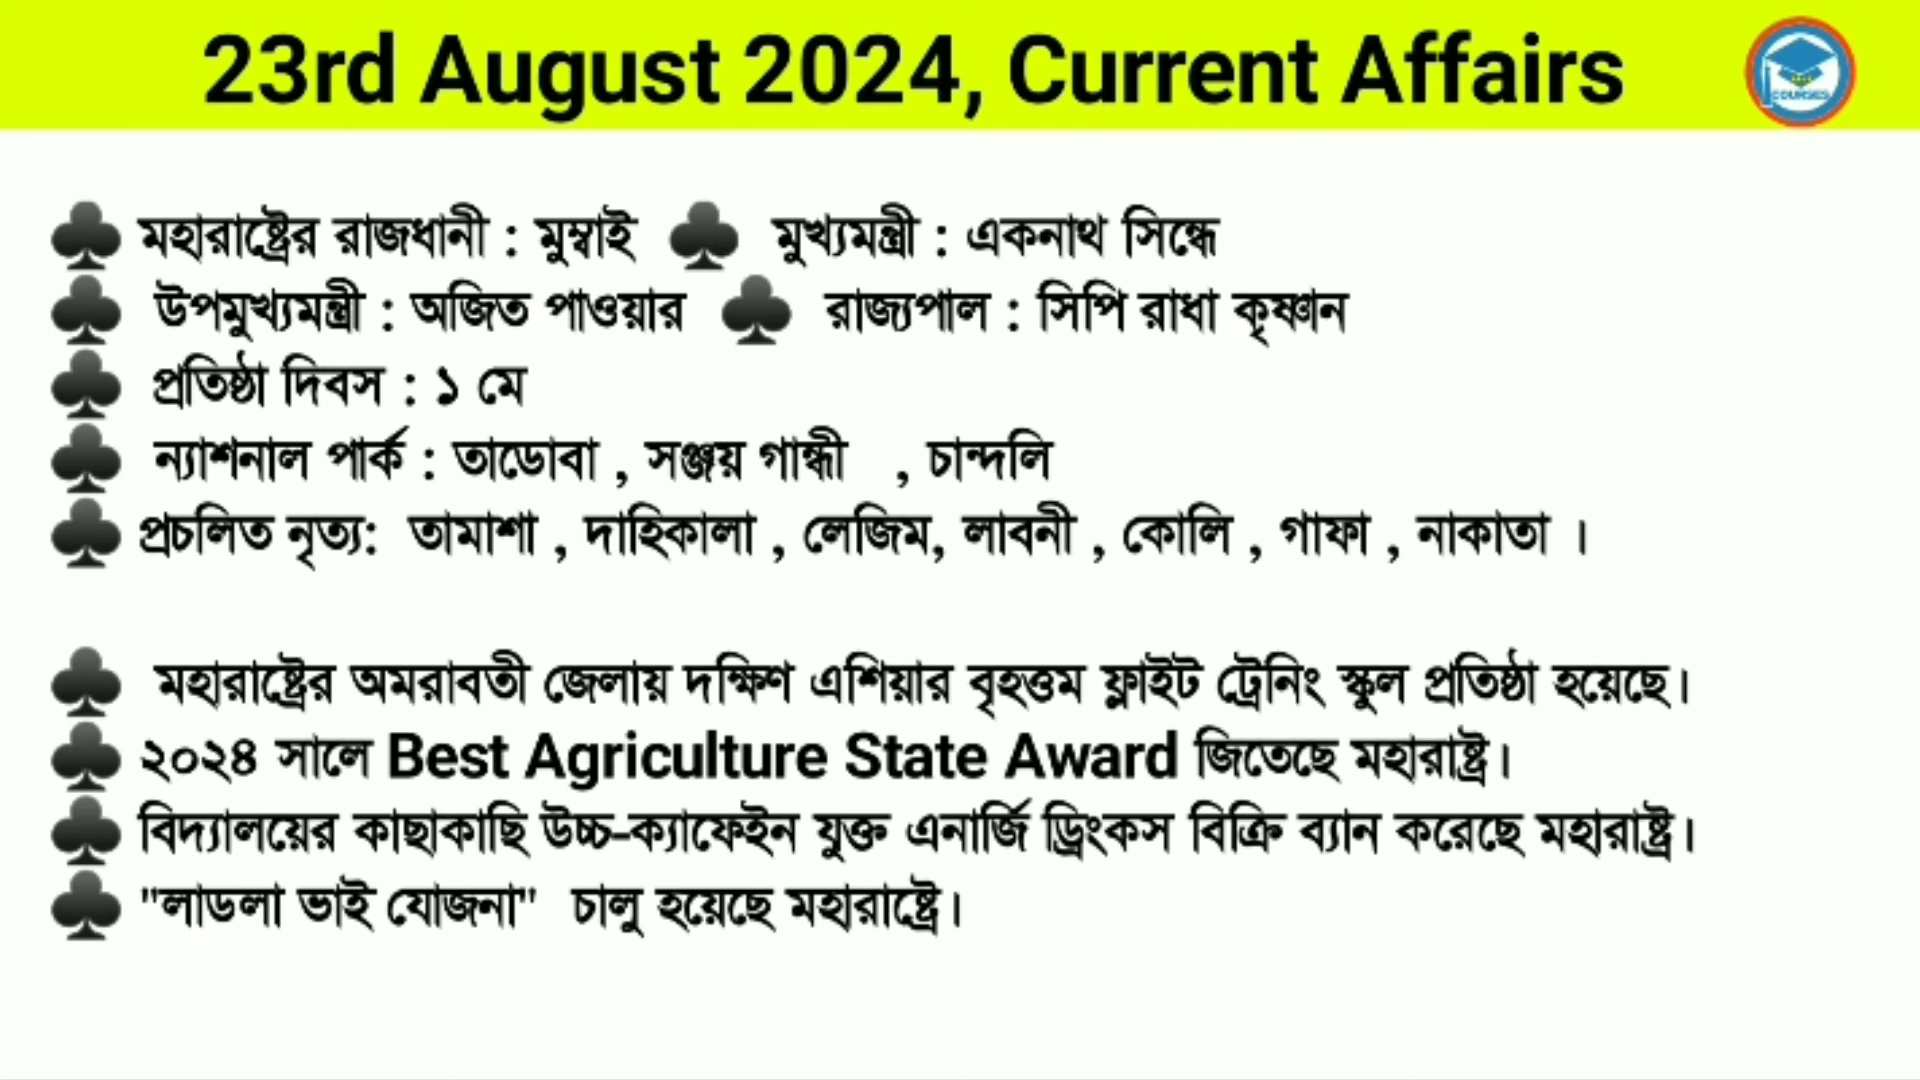 23rd August 2024, Current Affairs
COURSES
♣ মহারাষ্ট্রের রাজধানী : মুম্বাই ♣ মুখ্যমন্ত্রী : একনাথ সিন্ধে
♣ উপমুখ্যমন্ত্রী : অজিত পাওয়ার ♣ রাজ্যপাল : সিপি রাধা কৃষ্ণান
♣ প্রতিষ্ঠা দিবস : ১ মে
♣ ন্যাশনাল পার্ক : তাডোবা , সঞ্জয় গান্ধী , চান্দলি
♣ প্রচলিত নৃত্য: তামাশা , দাহিকালা , লেজিম, লাবনী , কোলি , গাফা , নাকাতা ।
♣ মহারাষ্ট্রের অমরাবতী জেলায় দক্ষিণ এশিয়ার বৃহত্তম ফ্লাইট ট্রেনিং স্কুল প্রতিষ্ঠা হয়েছে।
♣ ২০২৪ সালে Best Agriculture State Award জিতেছে মহারাষ্ট্র।
♣ বিদ্যালয়ের কাছাকাছি উচ্চ-ক্যাফেইন যুক্ত এনার্জি ড্রিংকস বিক্রি ব্যান করেছে মহারাষ্ট্র।
♣ "লাডলা ভাই যোজনা" চালু হয়েছে মহারাষ্ট্রে।